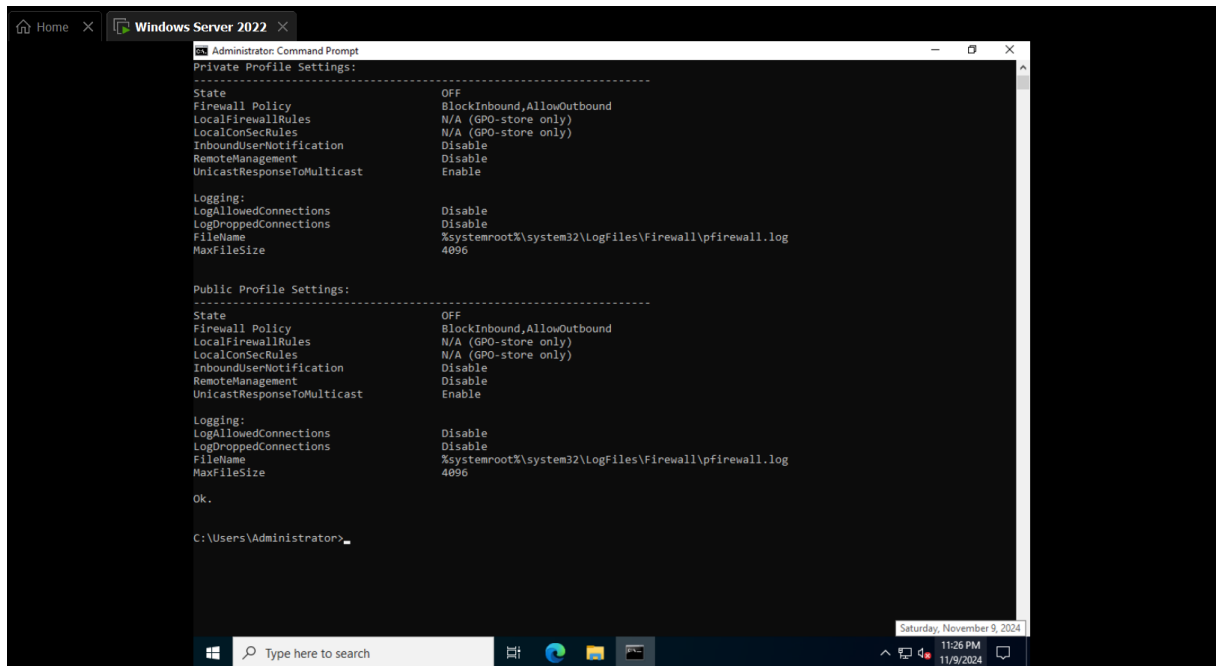 Home
Windows Server 2022
Administrator: Command Prompt
Private Profile Settings:
----------------------------------------------------------------------
State OFF
Firewall Policy BlockInbound,AllowOutbound
LocalFirewallRules N/A (GPO-store only)
LocalConSecRules N/A (GPO-store only)
InboundUserNotification Disable
RemoteManagement Disable
UnicastResponseToMulticast Enable
Logging:
LogAllowedConnections Disable
LogDroppedConnections Disable
FileName %systemroot%\system32\LogFiles\Firewall\pfirewall.log
MaxFileSize 4096
Public Profile Settings:
----------------------------------------------------------------------
State OFF
Firewall Policy BlockInbound,AllowOutbound
LocalFirewallRules N/A (GPO-store only)
LocalConSecRules N/A (GPO-store only)
InboundUserNotification Disable
RemoteManagement Disable
UnicastResponseToMulticast Enable
Logging:
LogAllowedConnections Disable
LogDroppedConnections Disable
FileName %systemroot%\system32\LogFiles\Firewall\pfirewall.log
MaxFileSize 4096
Ok.
C:\Users\Administrator>
Saturday, November 9, 2024
Type here to search
11:26 PM
11/9/2024